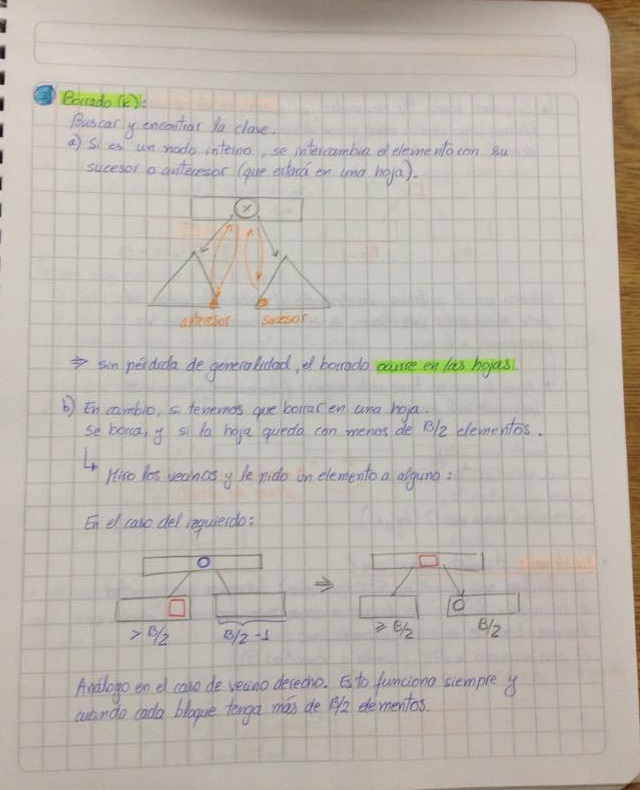 3 Borrado (k):
Buscar y encontrar la clave.
a) Si es un nodo interno, se intercambia el elemento con su
sucesor o antecesor (que estará en una hoja).
x
antecesor sucesor
⇒ sin pérdida de generalidad, el borrado ocurre en las hojas.
b) En cambio, si tenemos que borrar en una hoja.
Se borra, y si la hoja queda con menos de B/2 elementos.
↳ Miro los vecinos y le pido un elemento a alguno:
En el caso del izquierdo:
⇒
> B/2 B/2 -1 ≥ B/2 B/2
Análogo en el caso de vecino derecho. Esto funciona siempre y
cuando cada bloque tenga más de B/2 elementos.